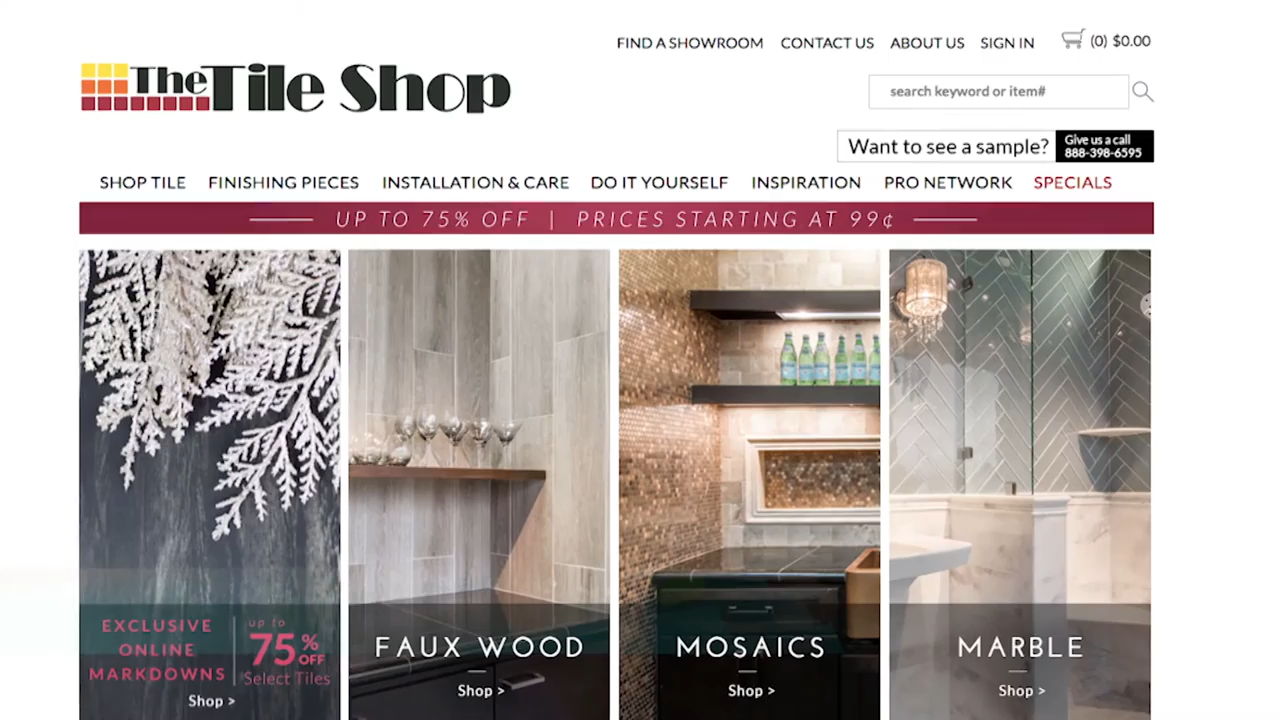 FIND A SHOWROOM CONTACT US ABOUT US SIGN IN (0) $0.00
The Tile Shop
search keyword or item#
Want to see a sample? Give us a call
888-398-6595
SHOP TILE FINISHING PIECES INSTALLATION & CARE DO IT YOURSELF INSPIRATION PRO NETWORK SPECIALS
UP TO 75% OFF | PRICES STARTING AT 99¢
EXCLUSIVE
ONLINE
MARKDOWNS
up to
75% OFF
Select Tiles
Shop >
FAUX WOOD
Shop >
MOSAICS
Shop >
MARBLE
Shop >